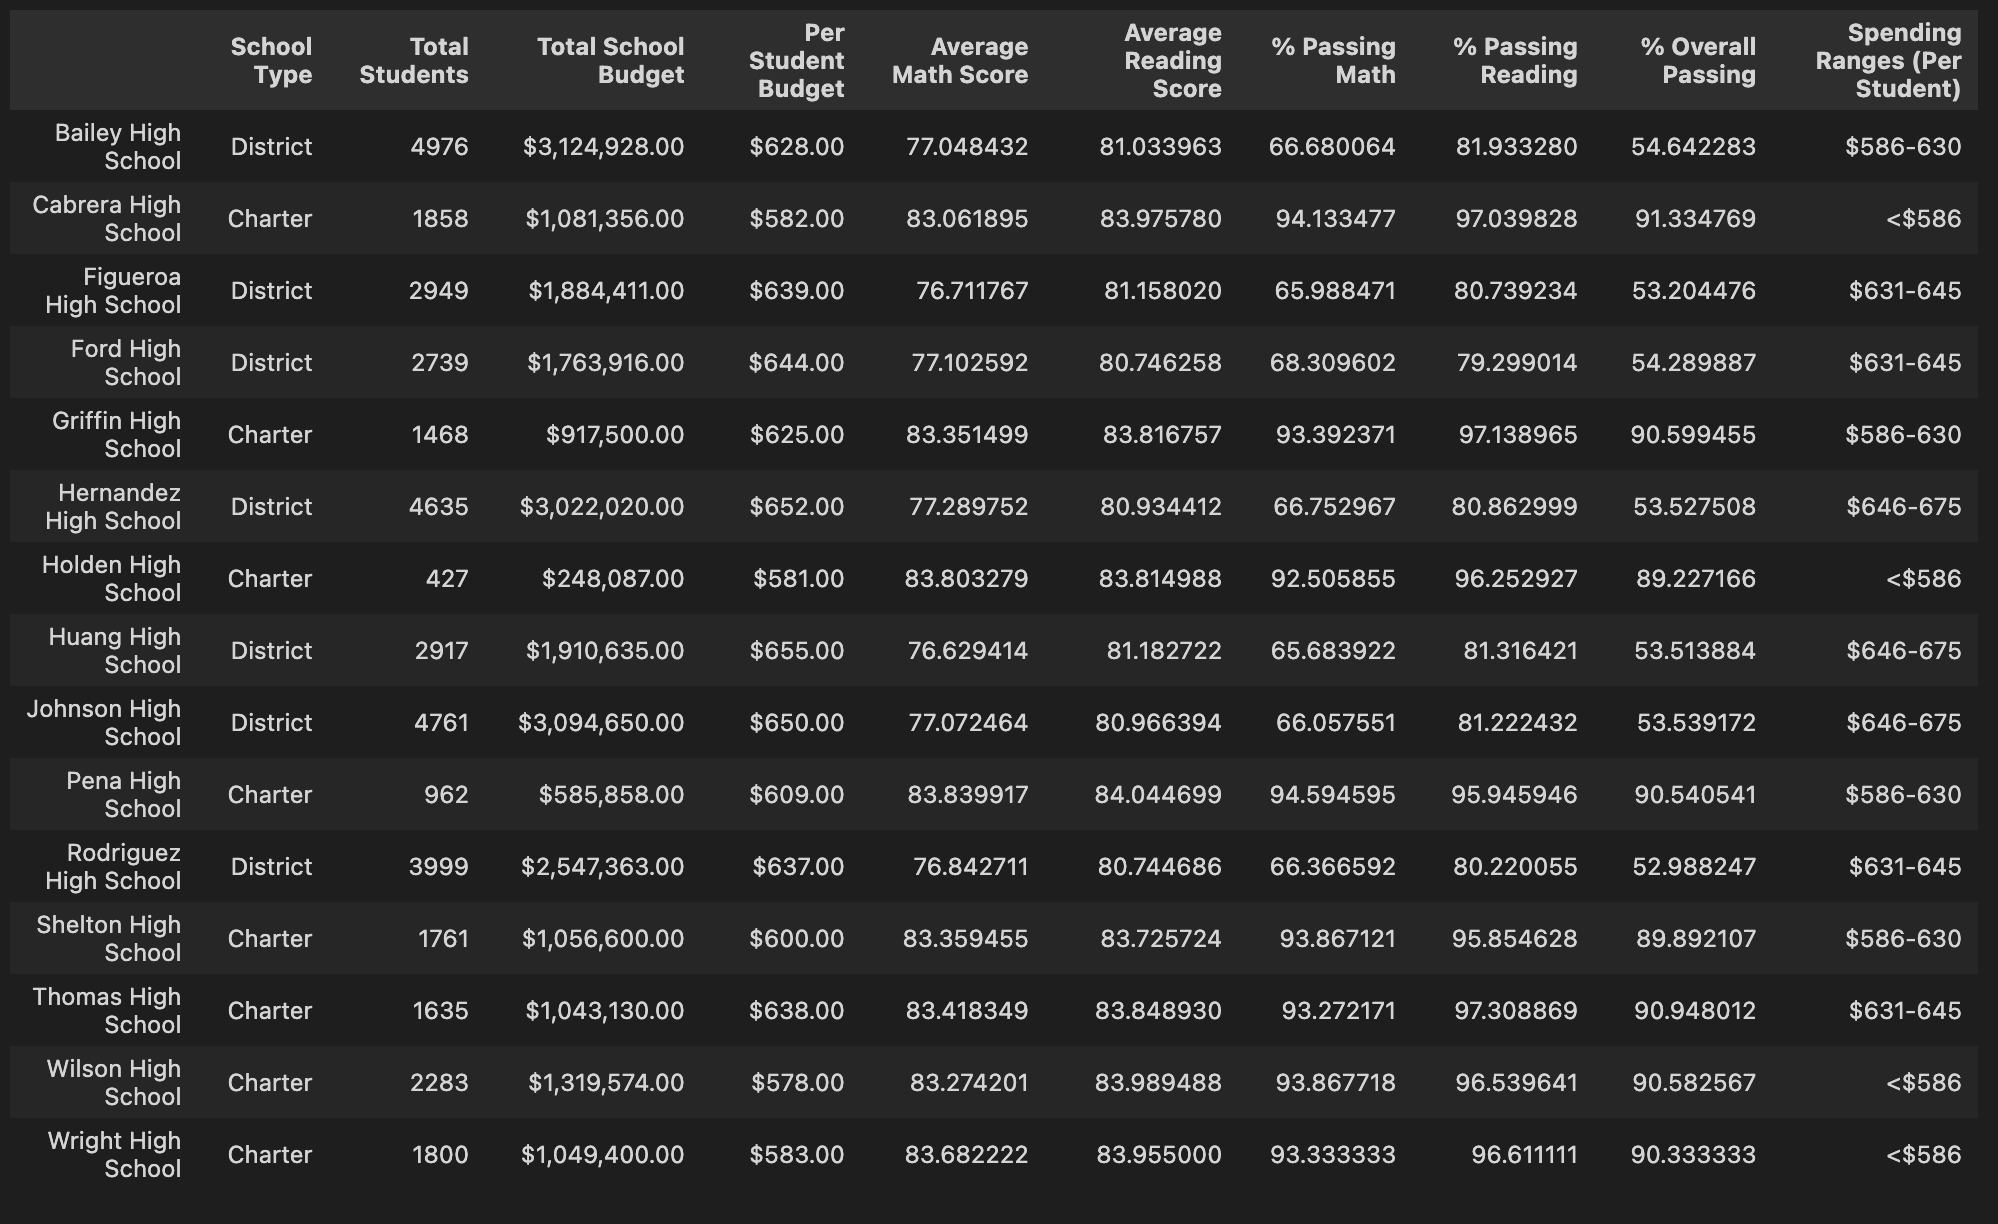 School Type Total Students Total School Budget Per Student Budget Average Math Score Average Reading Score % Passing Math % Passing Reading % Overall Passing Spending Ranges (Per Student)
Bailey High School District 4976 $3,124,928.00 $628.00 77.048432 81.033963 66.680064 81.933280 54.642283 $586-630
Cabrera High School Charter 1858 $1,081,356.00 $582.00 83.061895 83.975780 94.133477 97.039828 91.334769 <$586
Figueroa High School District 2949 $1,884,411.00 $639.00 76.711767 81.158020 65.988471 80.739234 53.204476 $631-645
Ford High School District 2739 $1,763,916.00 $644.00 77.102592 80.746258 68.309602 79.299014 54.289887 $631-645
Griffin High School Charter 1468 $917,500.00 $625.00 83.351499 83.816757 93.392371 97.138965 90.599455 $586-630
Hernandez High School District 4635 $3,022,020.00 $652.00 77.289752 80.934412 66.752967 80.862999 53.527508 $646-675
Holden High School Charter 427 $248,087.00 $581.00 83.803279 83.814988 92.505855 96.252927 89.227166 <$586
Huang High School District 2917 $1,910,635.00 $655.00 76.629414 81.182722 65.683922 81.316421 53.513884 $646-675
Johnson High School District 4761 $3,094,650.00 $650.00 77.072464 80.966394 66.057551 81.222432 53.539172 $646-675
Pena High School Charter 962 $585,858.00 $609.00 83.839917 84.044699 94.594595 95.945946 90.540541 $586-630
Rodriguez High School District 3999 $2,547,363.00 $637.00 76.842711 80.744686 66.366592 80.220055 52.988247 $631-645
Shelton High School Charter 1761 $1,056,600.00 $600.00 83.359455 83.725724 93.867121 95.854628 89.892107 $586-630
Thomas High School Charter 1635 $1,043,130.00 $638.00 83.418349 83.848930 93.272171 97.308869 90.948012 $631-645
Wilson High School Charter 2283 $1,319,574.00 $578.00 83.274201 83.989488 93.867718 96.539641 90.582567 <$586
Wright High School Charter 1800 $1,049,400.00 $583.00 83.682222 83.955000 93.333333 96.611111 90.333333 <$586